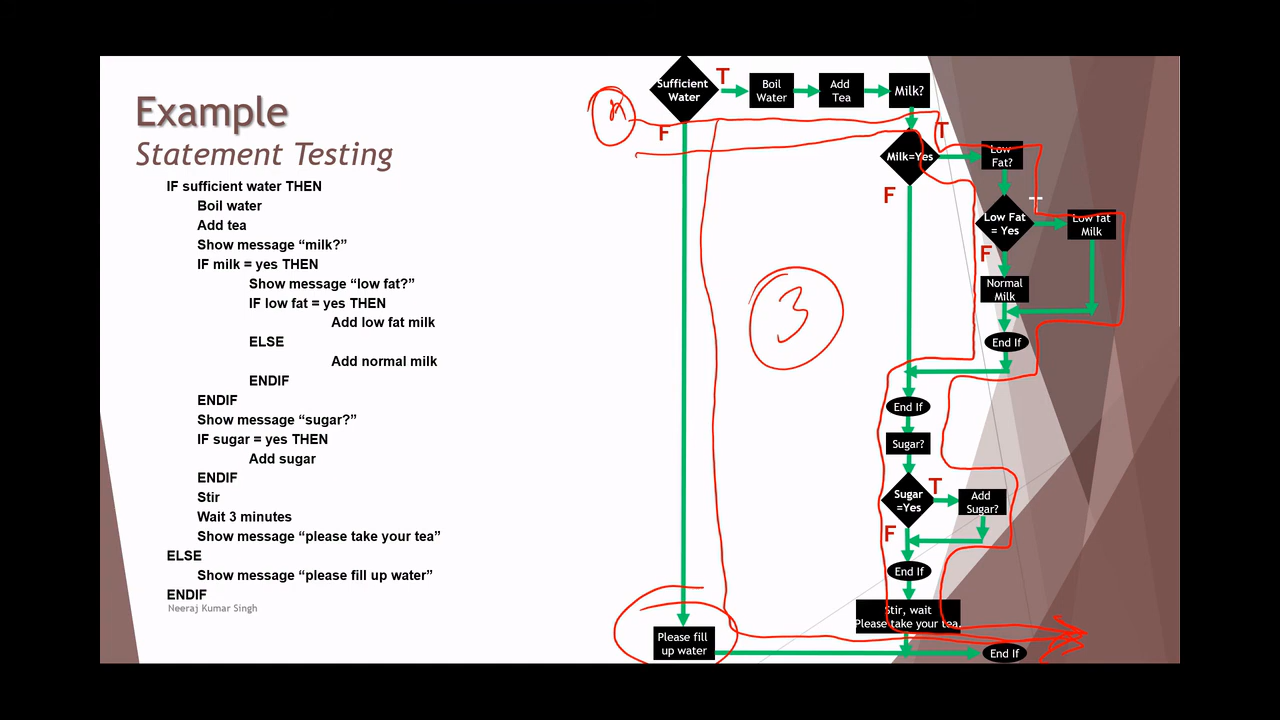 Example
Statement Testing
IF sufficient water THEN
Boil water
Add tea
Show message “milk?”
IF milk = yes THEN
Show message “low fat?”
IF low fat = yes THEN
Add low fat milk
ELSE
Add normal milk
ENDIF
ENDIF
Show message “sugar?”
IF sugar = yes THEN
Add sugar
ENDIF
Stir
Wait 3 minutes
Show message “please take your tea”
ELSE
Show message “please fill up water”
ENDIF
Neeraj Kumar Singh
Sufficient
Water
T
Boil
Water
Add
Tea
Milk?
F
Milk=Yes
T
Low
Fat?
F
Low Fat
= Yes
T
Low fat
Milk
F
Normal
Milk
End If
3
End If
Sugar?
Sugar
=Yes
T
Add
Sugar?
F
End If
Stir, wait
Please take your tea.
Please fill
up water
End If